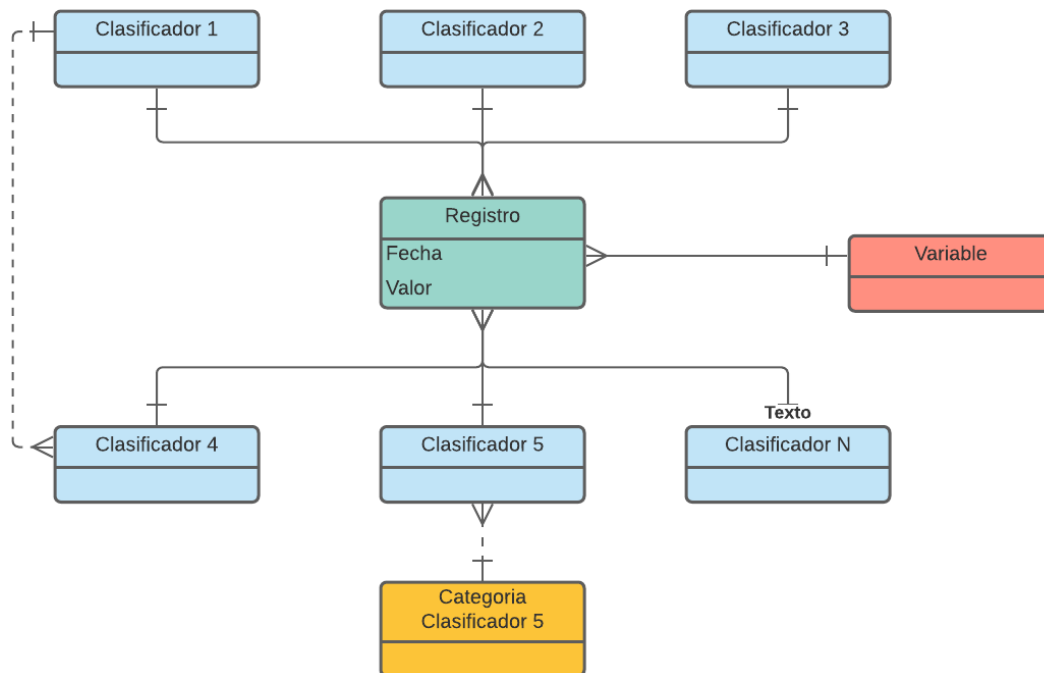 Clasificador 1
Clasificador 2
Clasificador 3
Registro
Fecha
Valor
Variable
Texto
Clasificador 4
Clasificador 5
Clasificador N
Categoria
Clasificador 5